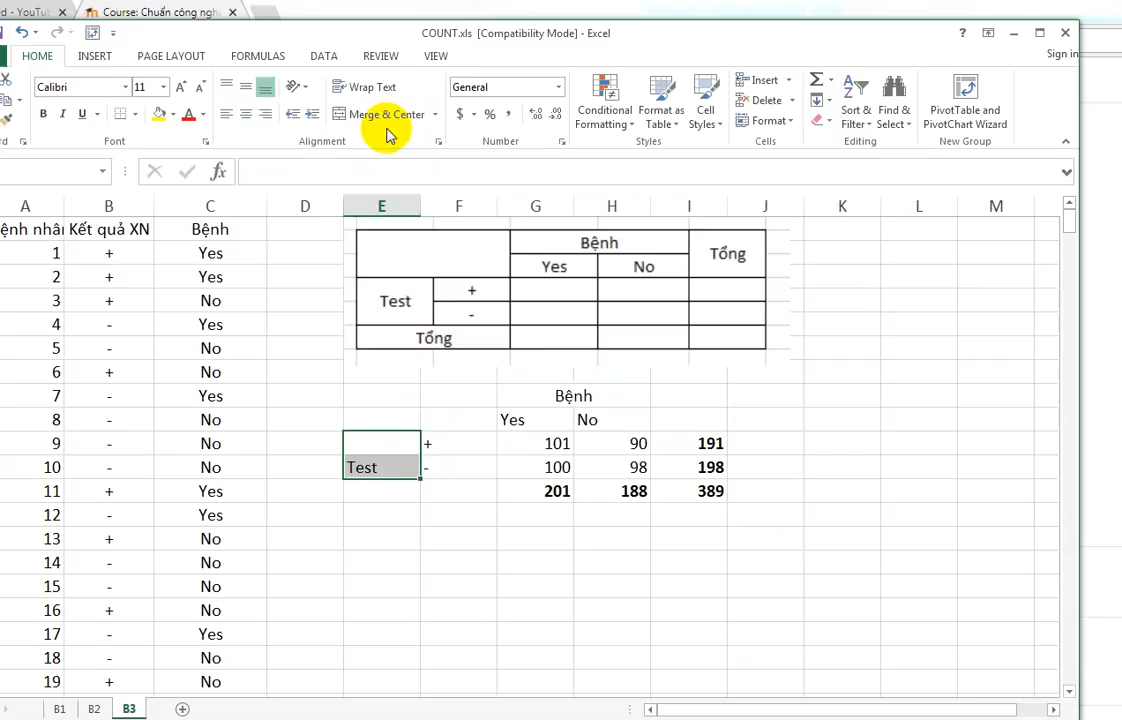 ed - YouTu
Course: Chuẩn công ngh
COUNT.xls [Compatibility Mode] - Excel
Sign in
HOME INSERT PAGE LAYOUT FORMULAS DATA REVIEW VIEW
Calibri 11 Wrap Text General Insert
B I U Merge & Center $ % Conditional Formatting Format as Table Cell Styles Delete Format Sort & Filter Find & Select PivotTable and PivotChart Wizard
rd Font Alignment Number Styles Cells Editing New Group
fx
A B C D E F G H I J K L M
ệnh nhâ Kết quả XN Bệnh
1 + Yes
2 + Yes
3 + No
4 - Yes
5 - No
6 + No
7 - Yes
8 - No
9 - No
10 - No
11 + Yes
12 - Yes
13 + No
14 - No
15 - No
16 + No
17 - Yes
18 - No
19 + No
Bệnh Tổng
Yes No
Test +
-
Tổng
Bệnh
Yes No
+ 101 90 191
Test - 100 98 198
201 188 389
B1 B2 B3